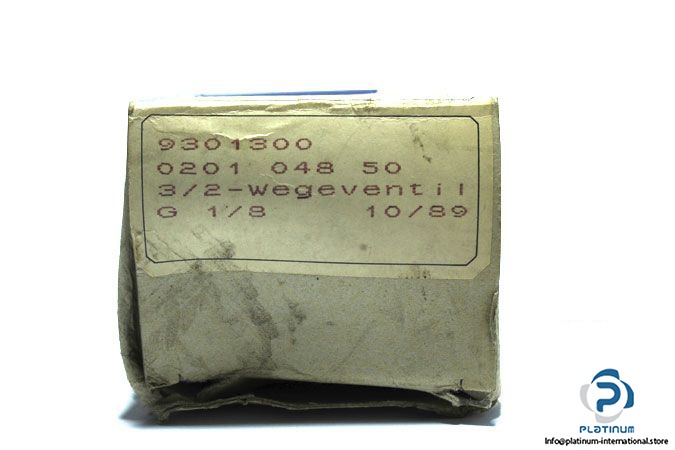 9301300
0201 048 50
3/2-Wegeventil
G 1/8 10/89
PLATINUM
Info@platinum-international.store